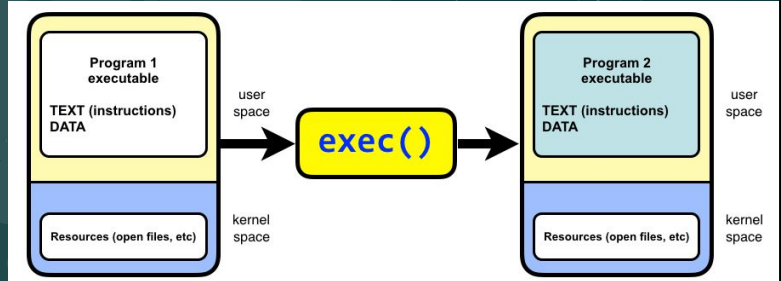 Program 1
executable
TEXT (instructions)
DATA
user
space
exec()
Program 2
executable
TEXT (instructions)
DATA
user
space
Resources (open files, etc)
kernel
space
Resources (open files, etc)
kernel
space